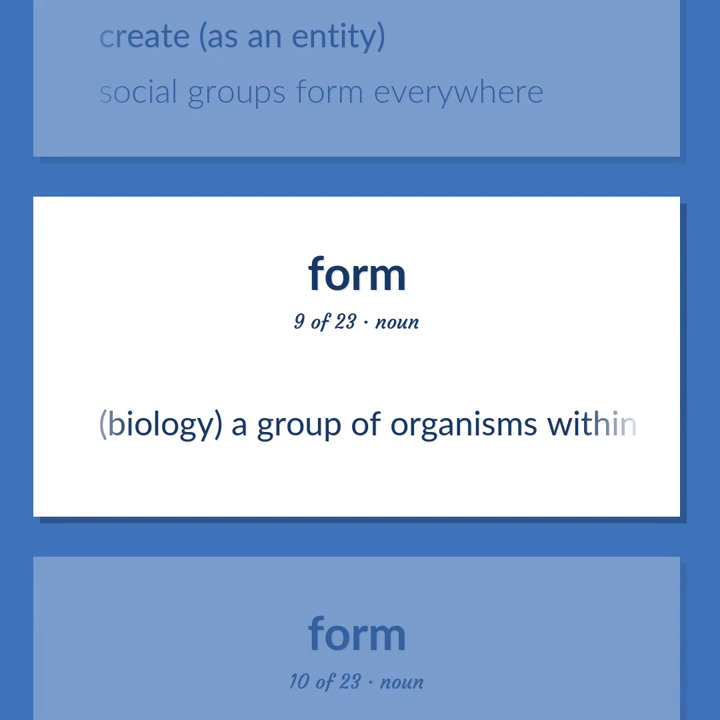 create (as an entity)
social groups form everywhere
form
9 of 23 · noun
(biology) a group of organisms within
form
10 of 23 · noun